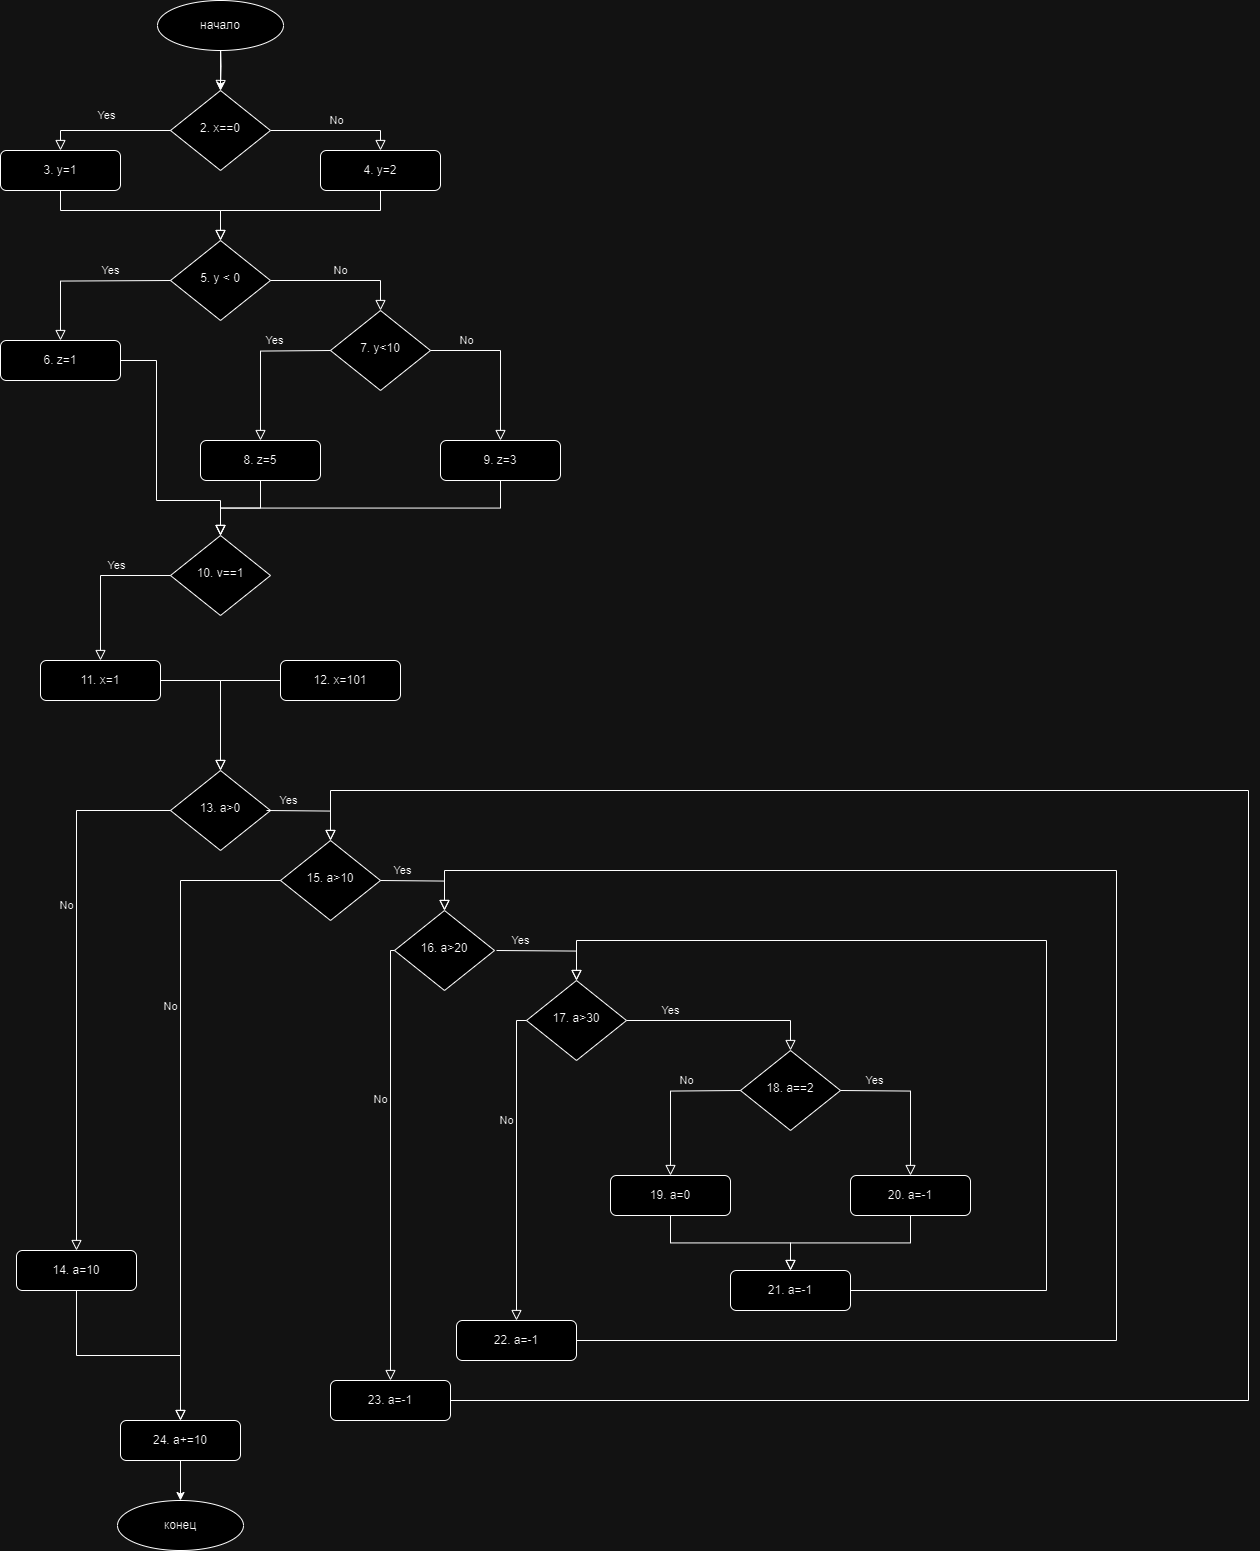 начало
Yes
2. x==0
No
3. y=1
4. y=2
Yes
5. y < 0
No
Yes
7. y<10
No
6. z=1
8. z=5
9. z=3
Yes
10. v==1
11. x=1
12. x=101
13. a>0
Yes
15. a>10
Yes
No
16. a>20
Yes
No
17. a>30
Yes
No
18. a==2
Yes
No
No
19. a=0
20. a=-1
14. a=10
21. a=-1
22. a=-1
23. a=-1
24. a+=10
конец